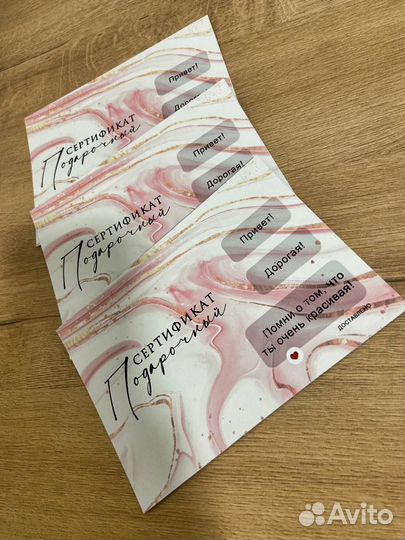 Подарочный
СЕРТИФИКАТ
Привет!
Дорогая!
Подарочный
СЕРТИФИКАТ
Привет!
Дорогая!
Подарочный
СЕРТИФИКАТ
Привет!
Дорогая!
Помни о том, что
ты очень красивая!
ДОСТАВЛЕНО
Avito